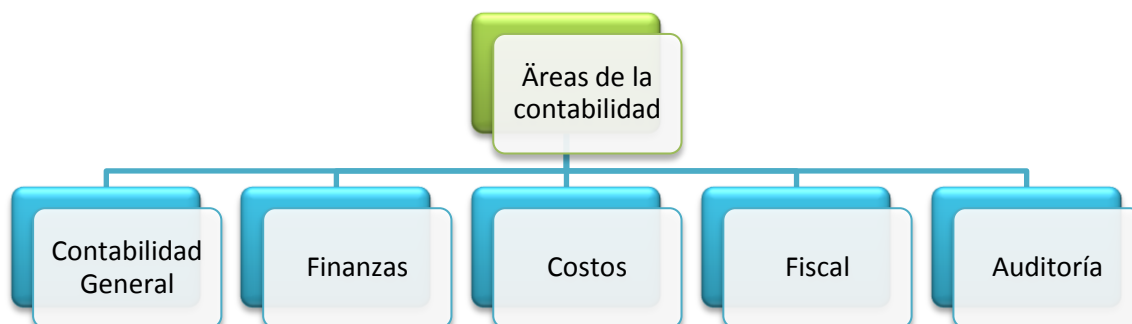 Äreas de la
contabilidad
Contabilidad
General
Finanzas
Costos
Fiscal
Auditoría